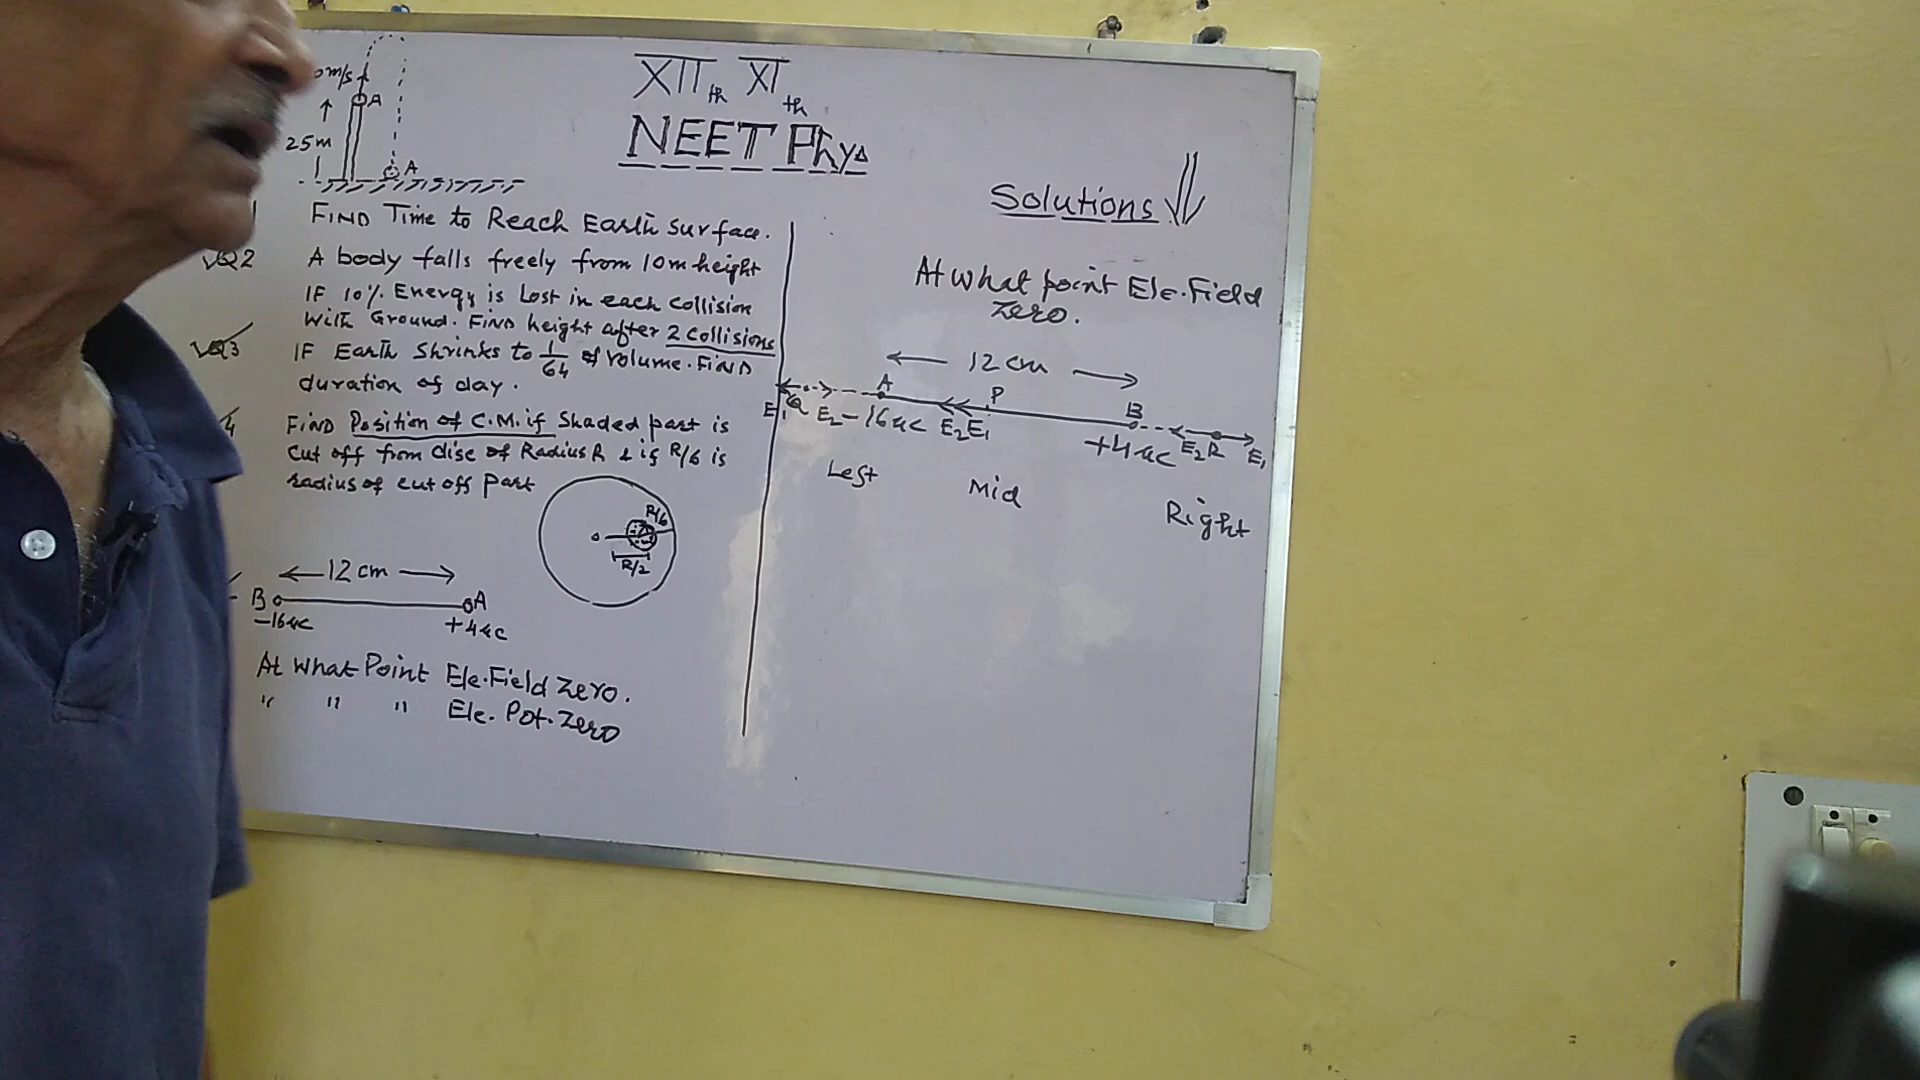 XIIth XIth
NEET Phys
0m/s
A
25m
A
FIND Time to Reach Earth surface.
Q2 A body falls freely from 10m height
IF 10%. Energy is Lost in each collision
with Ground. FIND height after 2 collisions
Q3 IF Earth Shrinks to 1/64 of volume. FIND
duration of day.
4 FIND Position of C.M. if Shaded part is
cut off from disc of Radius R & if R/6 is
radius of cut off Part
R/6
R/2
12 cm
B A
-16μC +4μC
At what Point Ele. Field Zero.
" " " Ele. Pot. Zero
Solutions
At what point Ele. Field
Zero.
12 cm
A P B
E1 Q E2 -16μC E2 E1 +4μC E2 R E1
Left Mid Right